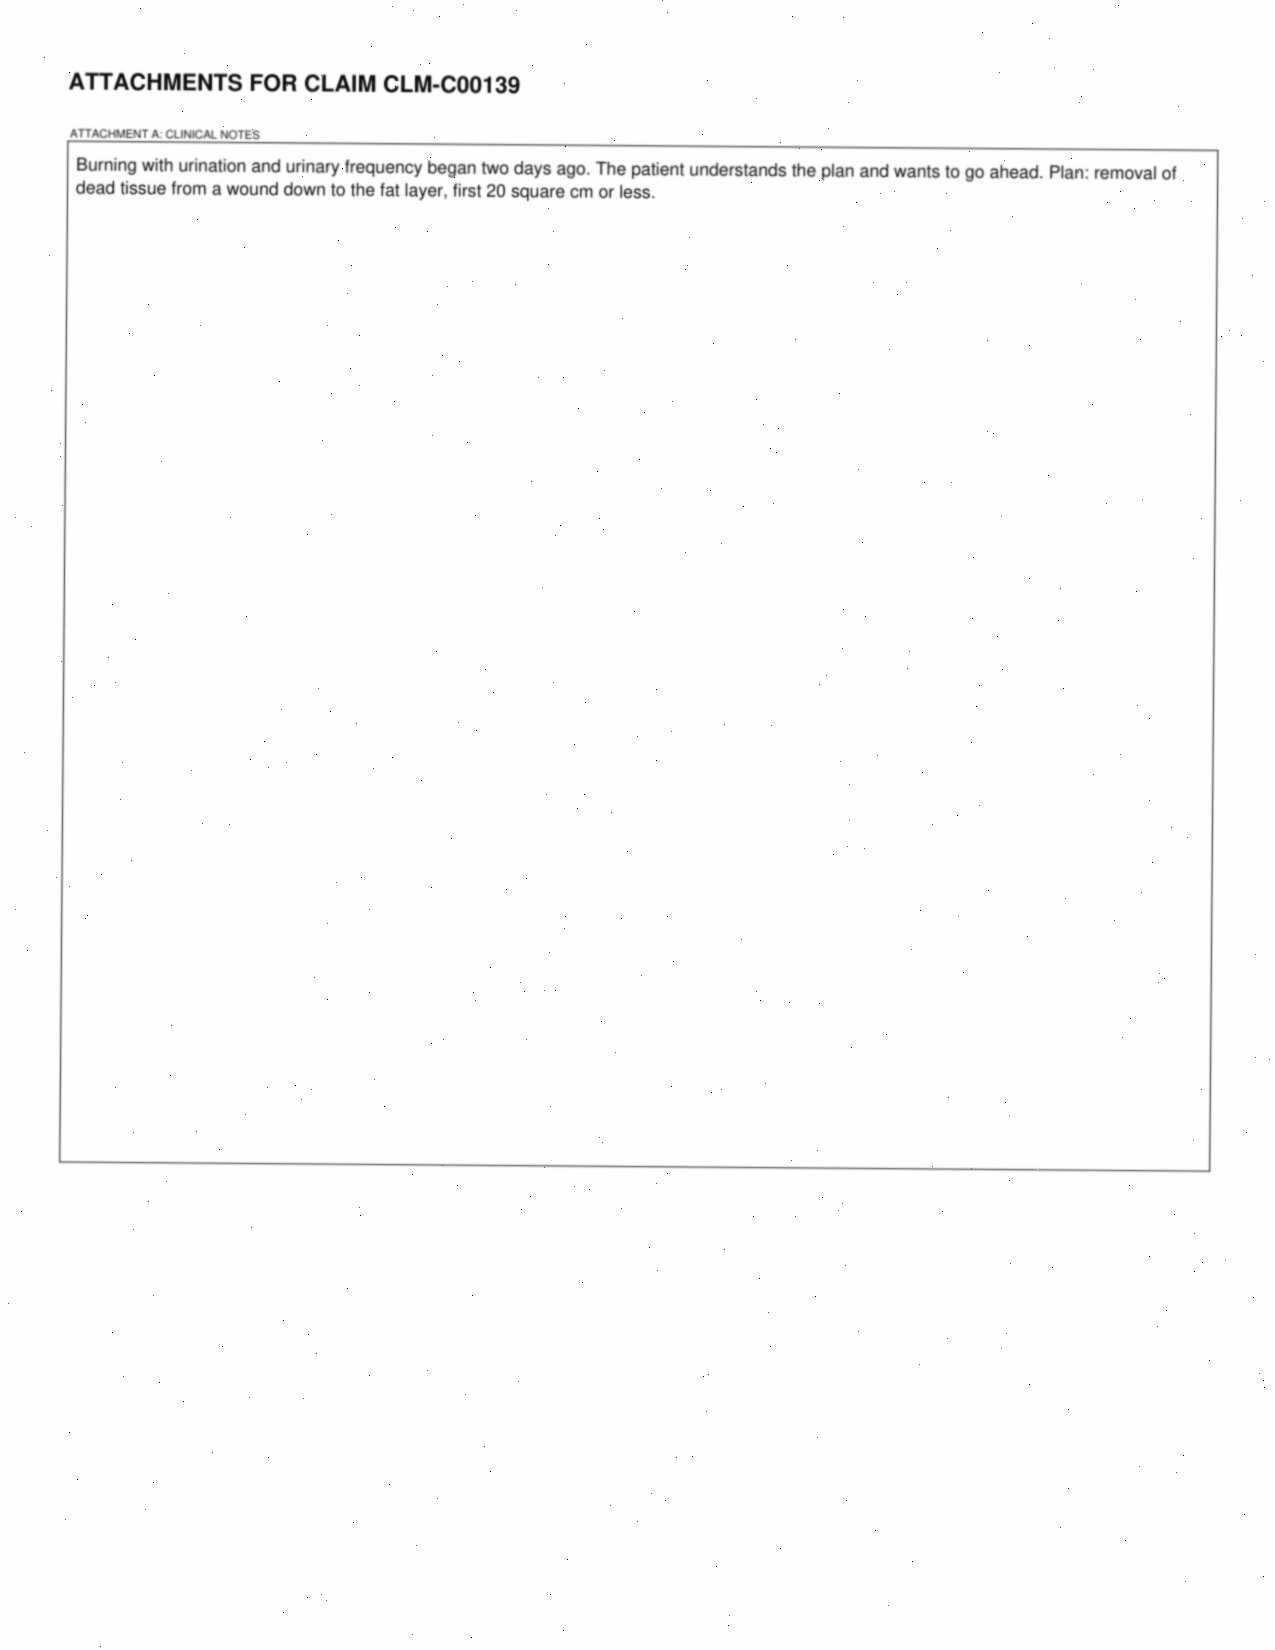 ATTACHMENTS FOR CLAIM CLM-C00139
ATTACHMENT A: CLINICAL NOTES
Burning with urination and urinary frequency began two days ago. The patient understands the plan and wants to go ahead. Plan: removal of
dead tissue from a wound down to the fat layer, first 20 square cm or less.